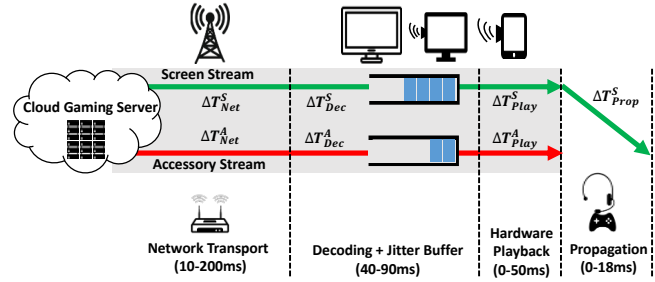 Screen Stream
Cloud Gaming Server
ΔT^S_Net
ΔT^S_Dec
ΔT^S_Play
ΔT^S_Prop
ΔT^A_Net
ΔT^A_Dec
ΔT^A_Play
Accessory Stream
Network Transport
(10-200ms)
Decoding + Jitter Buffer
(40-90ms)
Hardware
Playback
(0-50ms)
Propagation
(0-18ms)